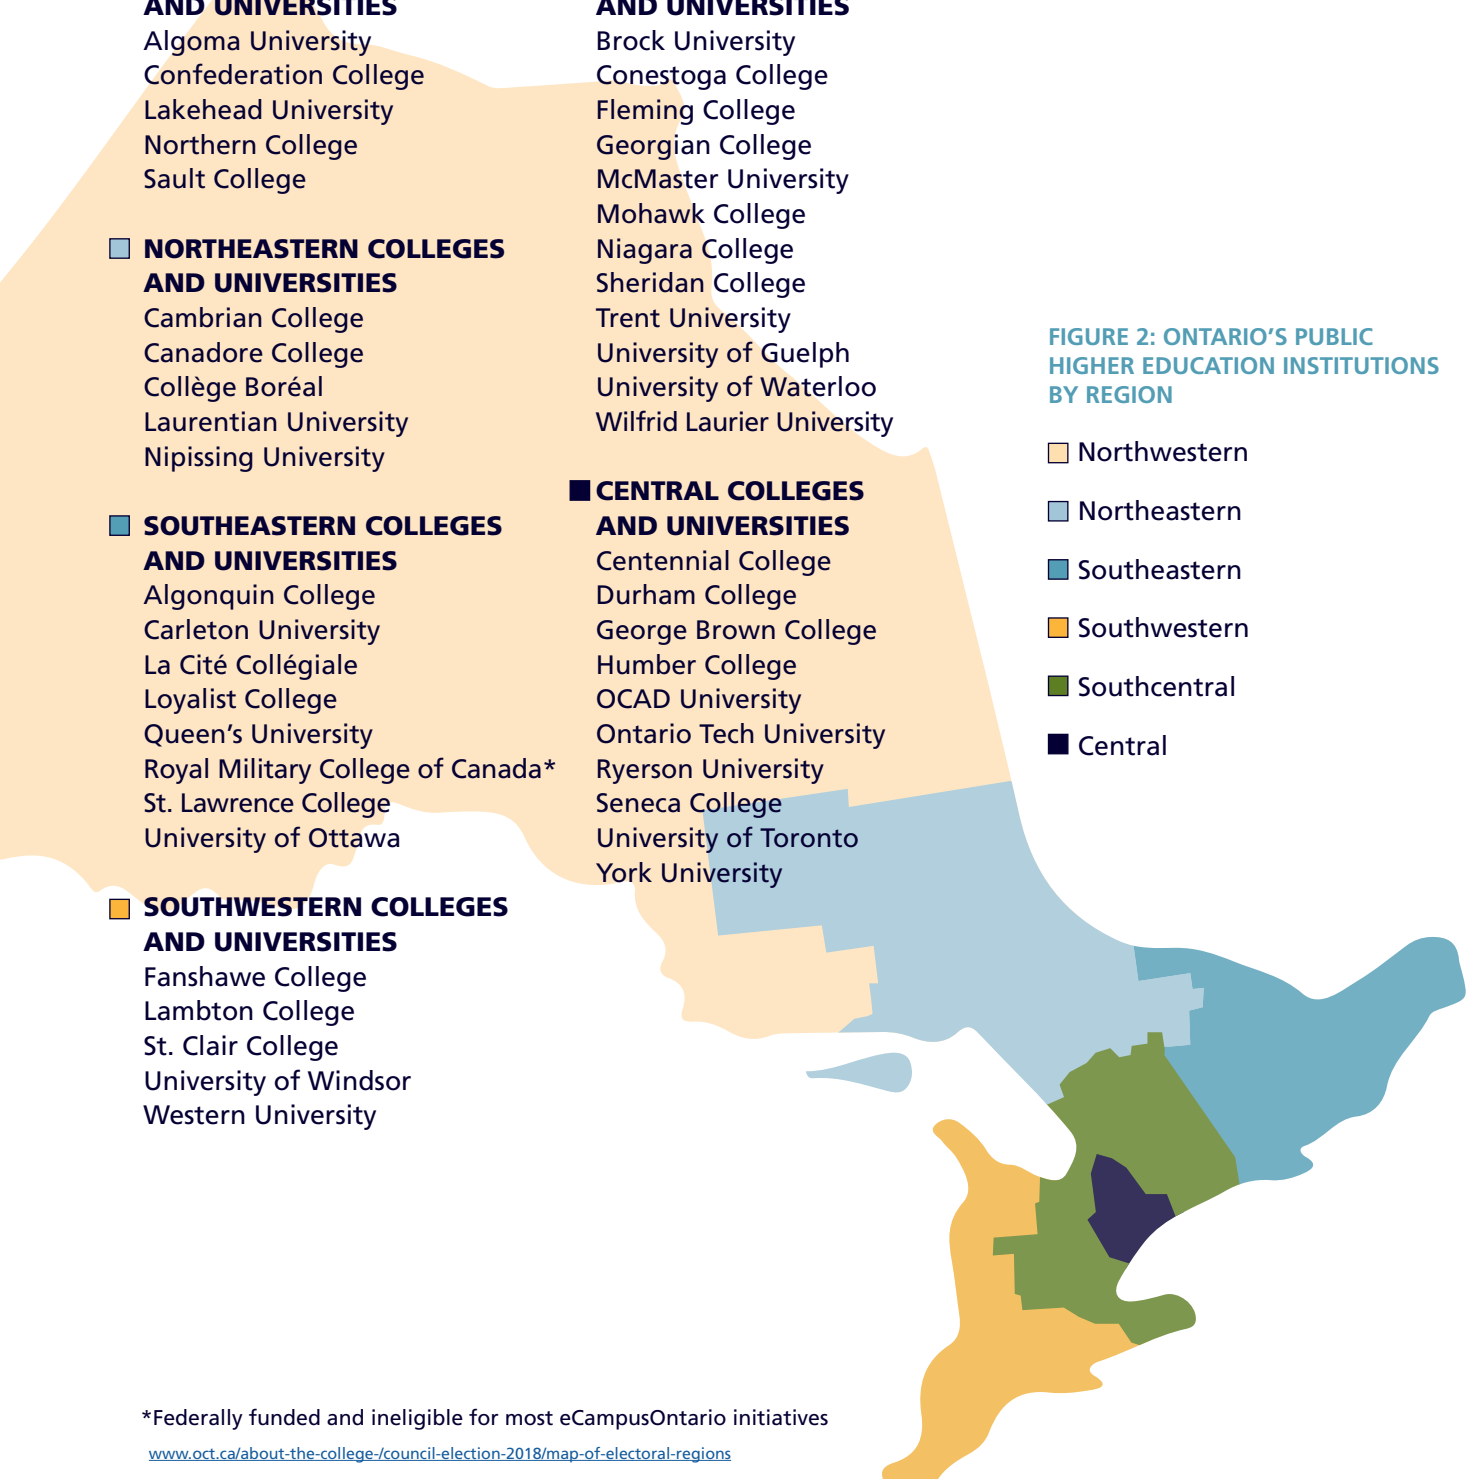 AND UNIVERSITIES
Algoma University
Confederation College
Lakehead University
Northern College
Sault College
NORTHEASTERN COLLEGES
AND UNIVERSITIES
Cambrian College
Canadore College
Collège Boréal
Laurentian University
Nipissing University
SOUTHEASTERN COLLEGES
AND UNIVERSITIES
Algonquin College
Carleton University
La Cité Collégiale
Loyalist College
Queen’s University
Royal Military College of Canada*
St. Lawrence College
University of Ottawa
SOUTHWESTERN COLLEGES
AND UNIVERSITIES
Fanshawe College
Lambton College
St. Clair College
University of Windsor
Western University
AND UNIVERSITIES
Brock University
Conestoga College
Fleming College
Georgian College
McMaster University
Mohawk College
Niagara College
Sheridan College
Trent University
University of Guelph
University of Waterloo
Wilfrid Laurier University
CENTRAL COLLEGES
AND UNIVERSITIES
Centennial College
Durham College
George Brown College
Humber College
OCAD University
Ontario Tech University
Ryerson University
Seneca College
University of Toronto
York University
FIGURE 2: ONTARIO’S PUBLIC
HIGHER EDUCATION INSTITUTIONS
BY REGION
Northwestern
Northeastern
Southeastern
Southwestern
Southcentral
Central
*Federally funded and ineligible for most eCampusOntario initiatives
www.oct.ca/about-the-college-/council-election-2018/map-of-electoral-regions